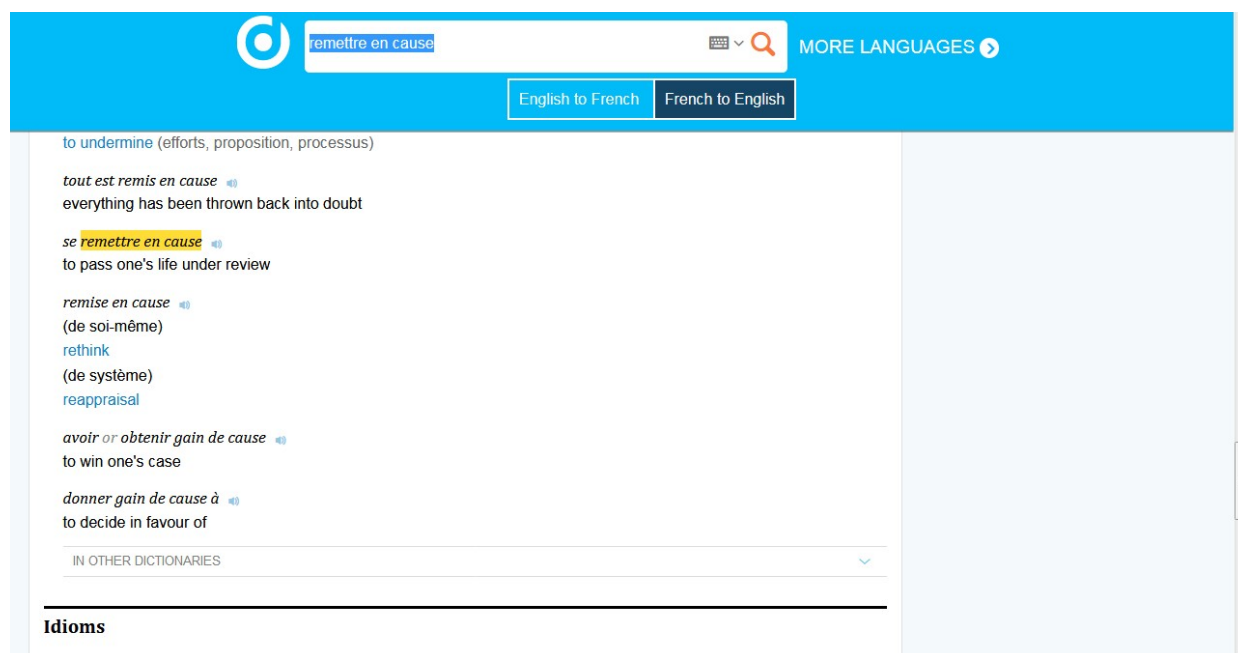 remettre en cause
MORE LANGUAGES
English to French French to English
to undermine (efforts, proposition, processus)
tout est remis en cause
everything has been thrown back into doubt
se remettre en cause
to pass one's life under review
remise en cause
(de soi-même)
rethink
(de système)
reappraisal
avoir or obtenir gain de cause
to win one's case
donner gain de cause à
to decide in favour of
IN OTHER DICTIONARIES
Idioms